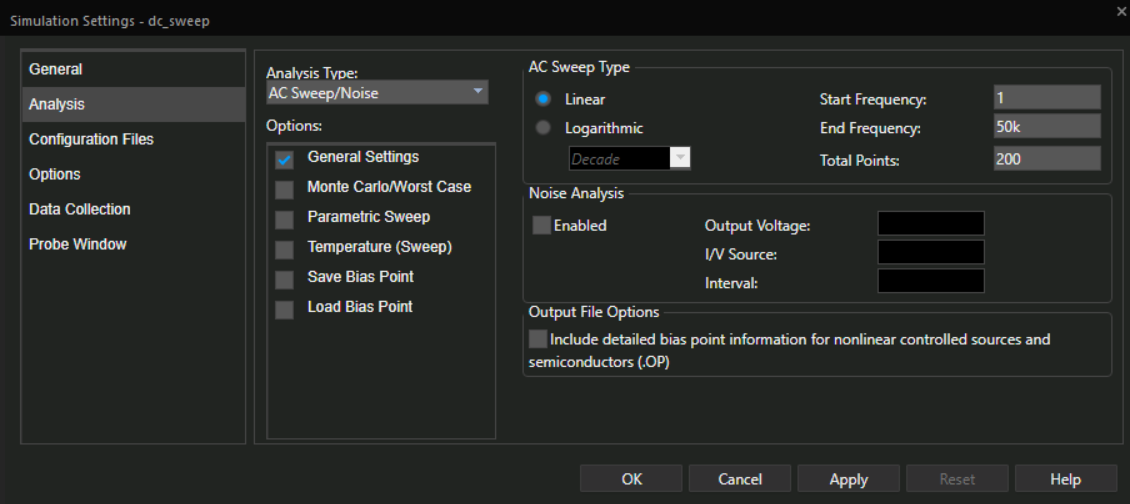 Simulation Settings - dc_sweep
General
Analysis
Configuration Files
Options
Data Collection
Probe Window
Analysis Type:
AC Sweep/Noise
Options:
General Settings
Monte Carlo/Worst Case
Parametric Sweep
Temperature (Sweep)
Save Bias Point
Load Bias Point
AC Sweep Type
Linear
Logarithmic
Decade
Start Frequency: 1
End Frequency: 50k
Total Points: 200
Noise Analysis
Enabled
Output Voltage:
I/V Source:
Interval:
Output File Options
Include detailed bias point information for nonlinear controlled sources and
semiconductors (.OP)
OK Cancel Apply Reset Help